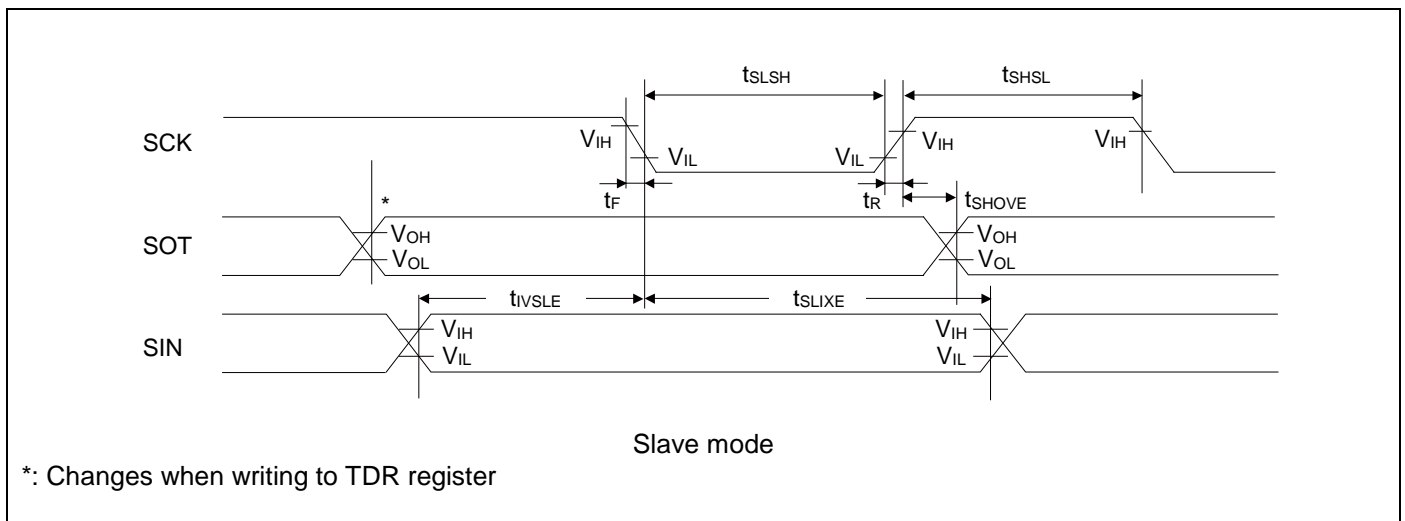 tSLSH tSHSL
SCK VIH VIL VIL VIH VIH
tF tR tSHOVE
*
SOT VOH VOL VOH VOL
tIVSLE tSLIXE
SIN VIH VIL VIH VIL
Slave mode
*: Changes when writing to TDR register